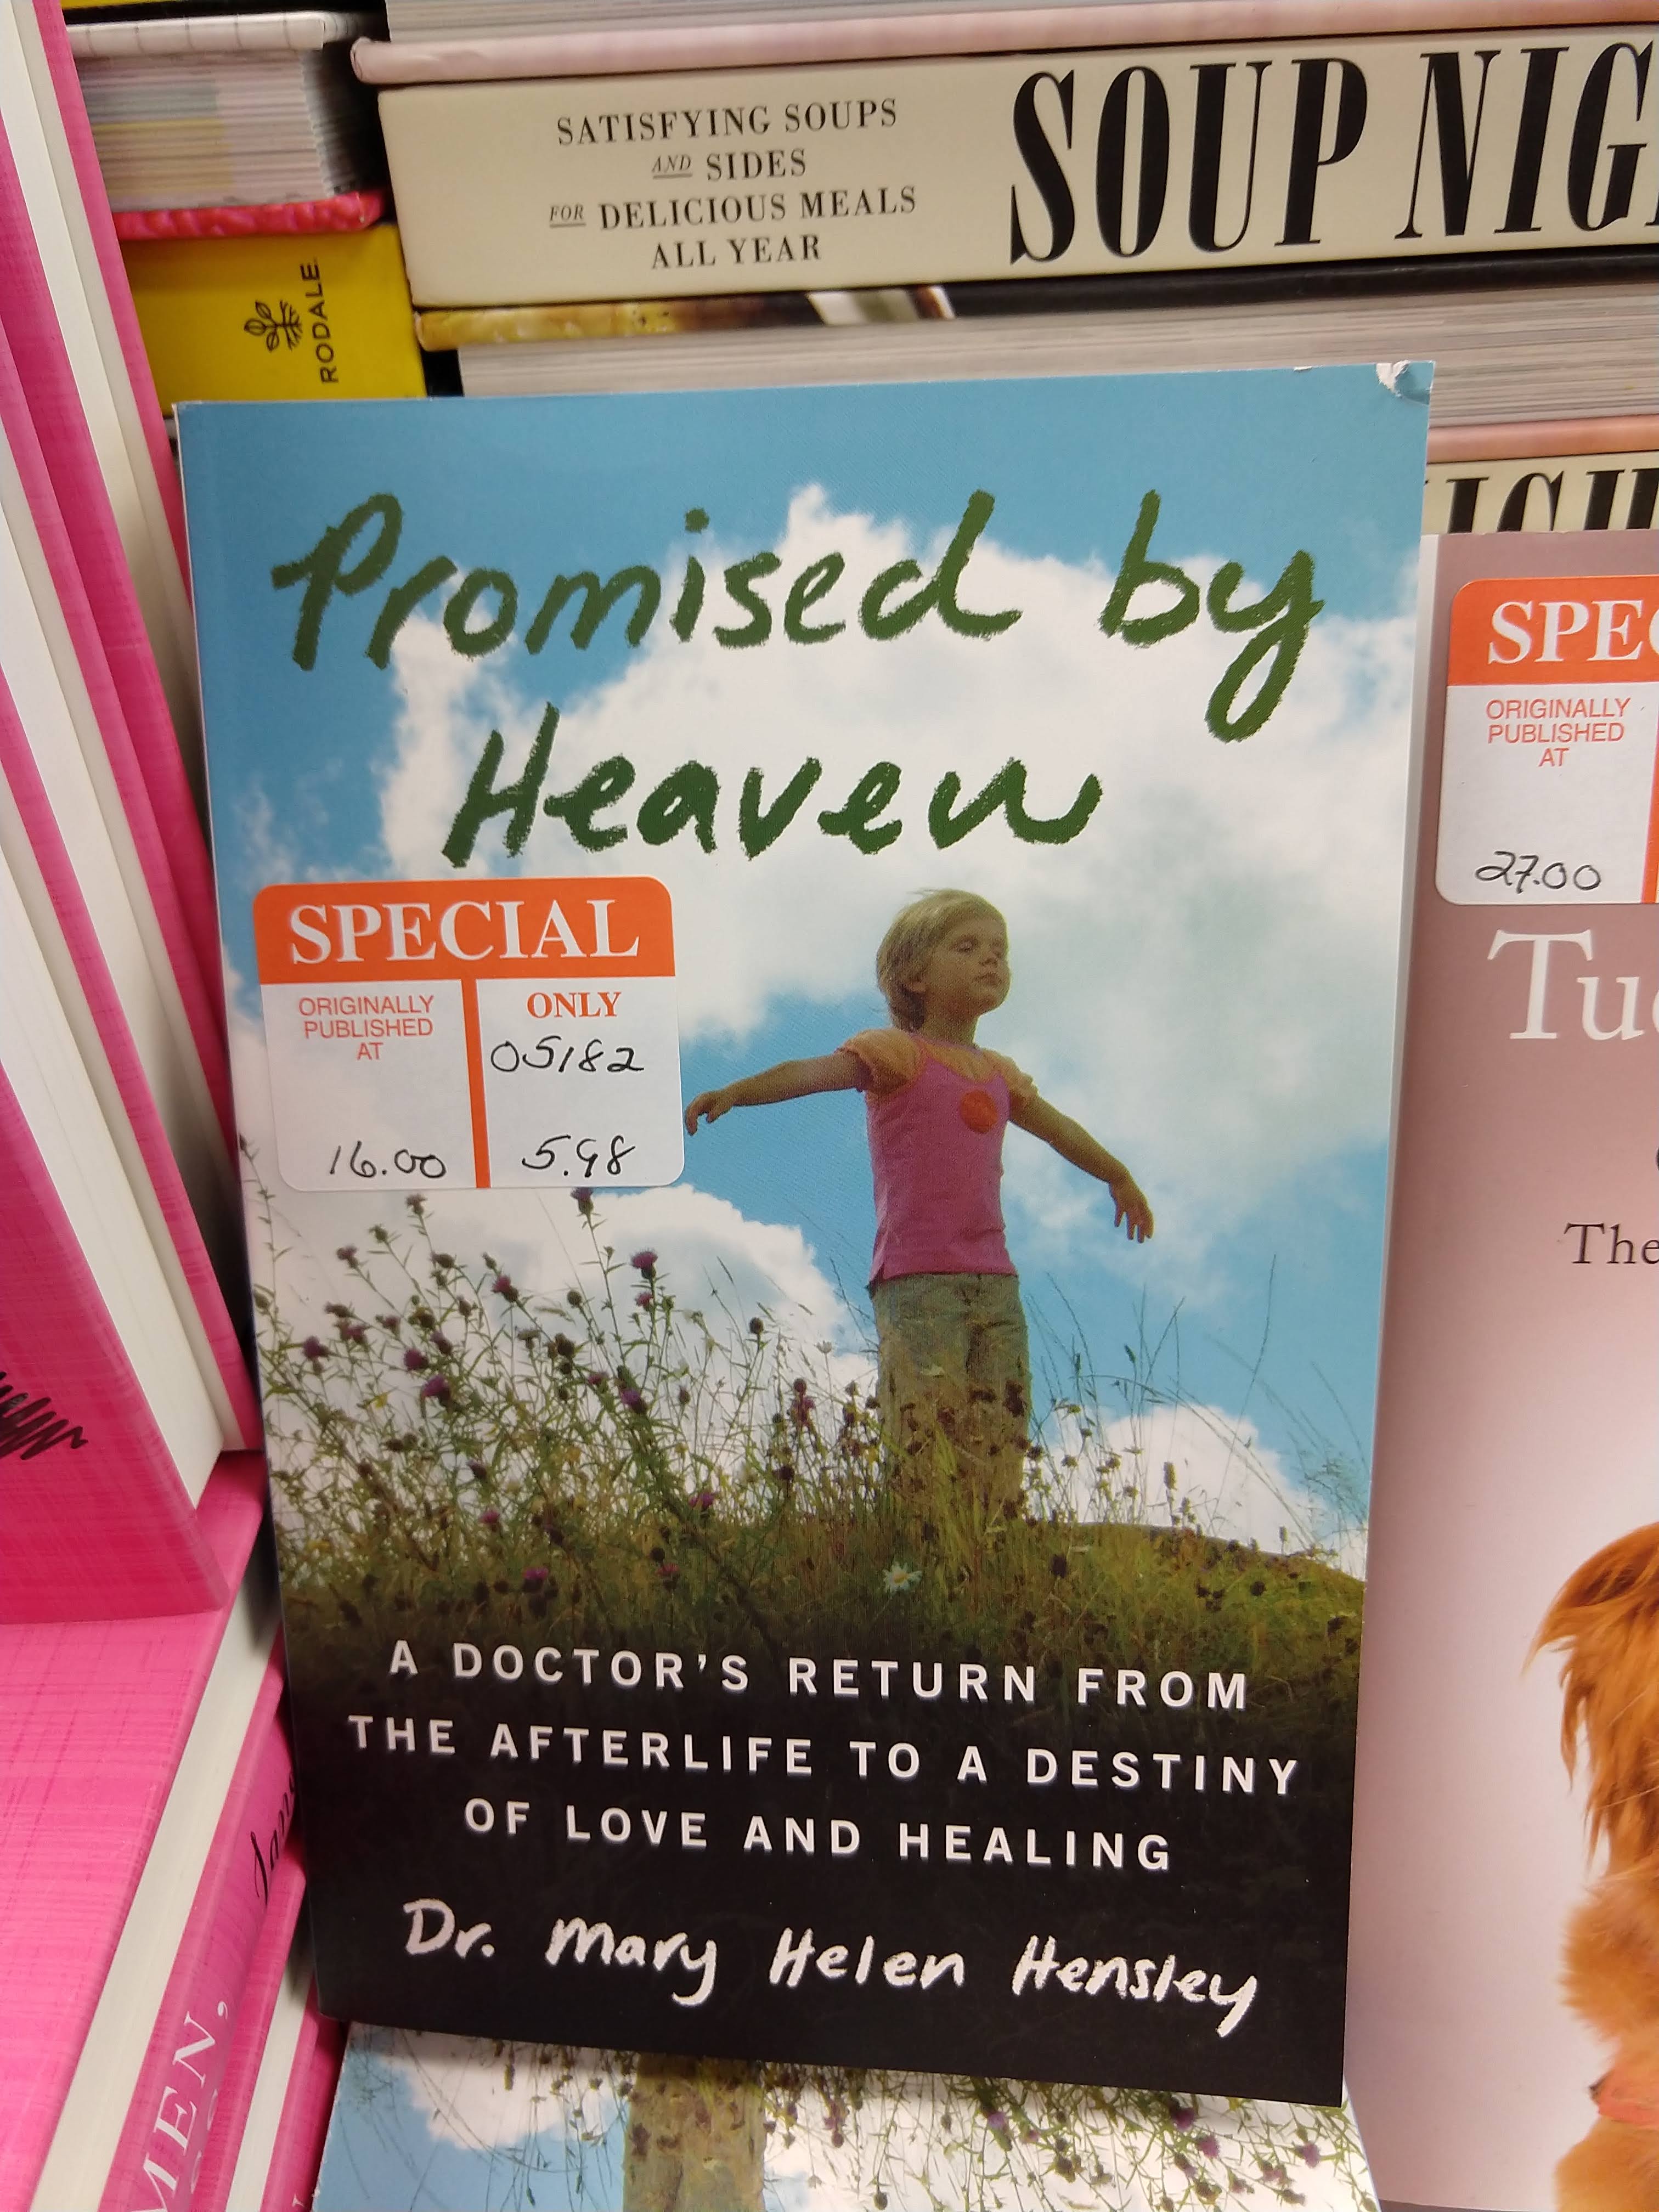 SATISFYING SOUPS
AND SIDES
FOR DELICIOUS MEALS
ALL YEAR
SOUP NIG
RODALE
Promised by
Heaven
SPECIAL
ORIGINALLY
PUBLISHED
AT
16.00
ONLY
05182
5.98
A DOCTOR'S RETURN FROM
THE AFTERLIFE TO A DESTINY
OF LOVE AND HEALING
Dr. Mary Helen Hensley
SPEC
ORIGINALLY
PUBLISHED
AT
27.00
Tue
The
MEN,